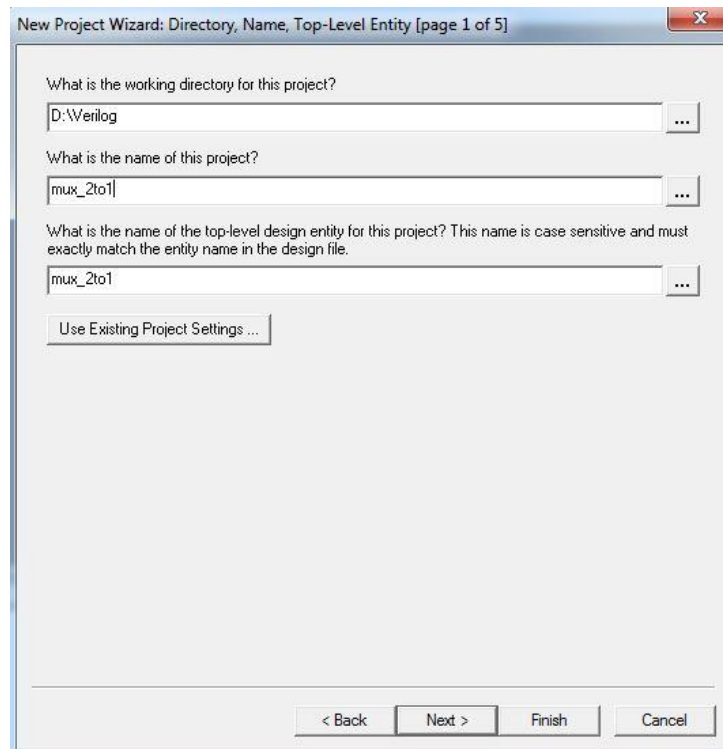 New Project Wizard: Directory, Name, Top-Level Entity [page 1 of 5]
What is the working directory for this project?
D:\Verilog
...
What is the name of this project?
mux_2to1
...
What is the name of the top-level design entity for this project? This name is case sensitive and must
exactly match the entity name in the design file.
mux_2to1
...
Use Existing Project Settings ...
< Back Next > Finish Cancel